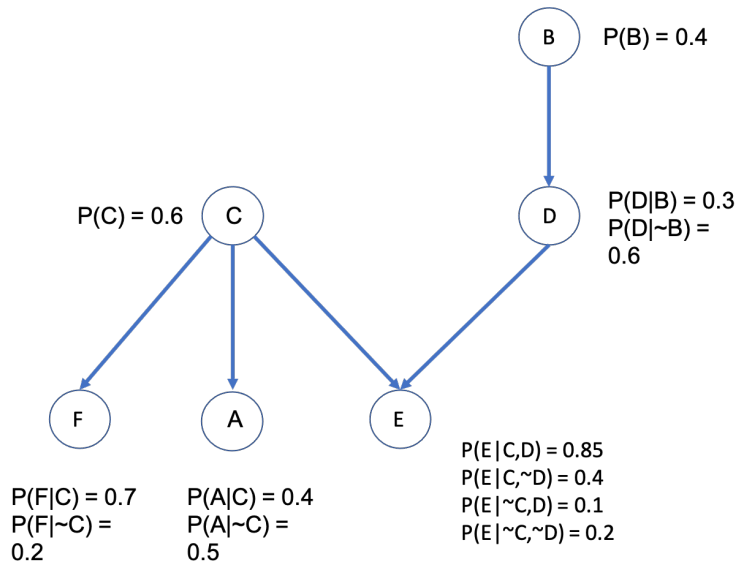 B
P(B) = 0.4
P(C) = 0.6
C
D
P(D|B) = 0.3
P(D|~B) =
0.6
F
A
E
P(F|C) = 0.7
P(F|~C) =
0.2
P(A|C) = 0.4
P(A|~C) =
0.5
P(E|C,D) = 0.85
P(E|C,~D) = 0.4
P(E|~C,D) = 0.1
P(E|~C,~D) = 0.2